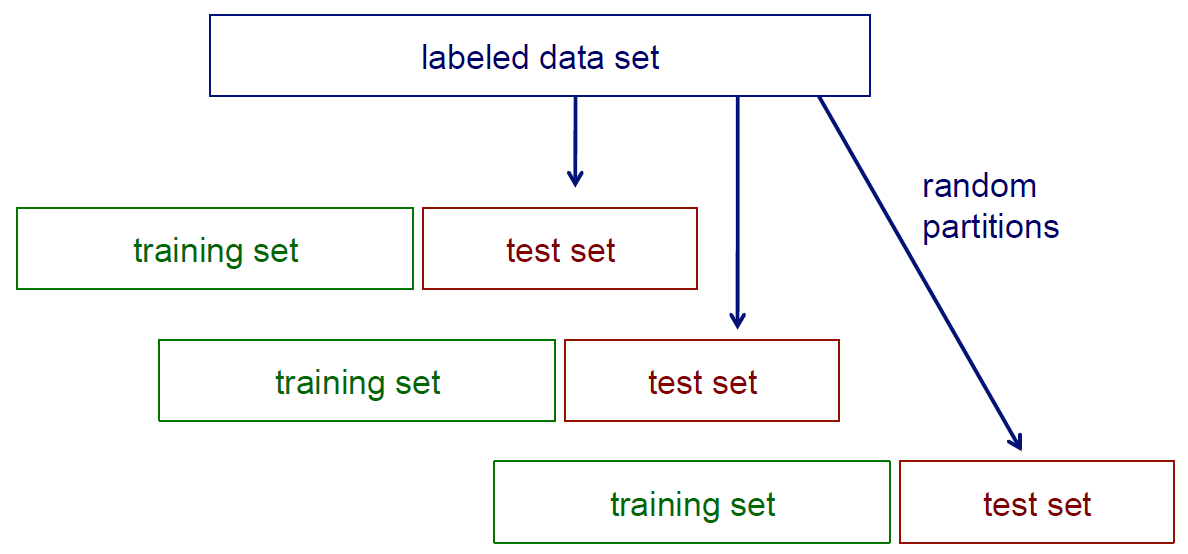 labeled data set
random
partitions
training set
test set
training set
test set
training set
test set